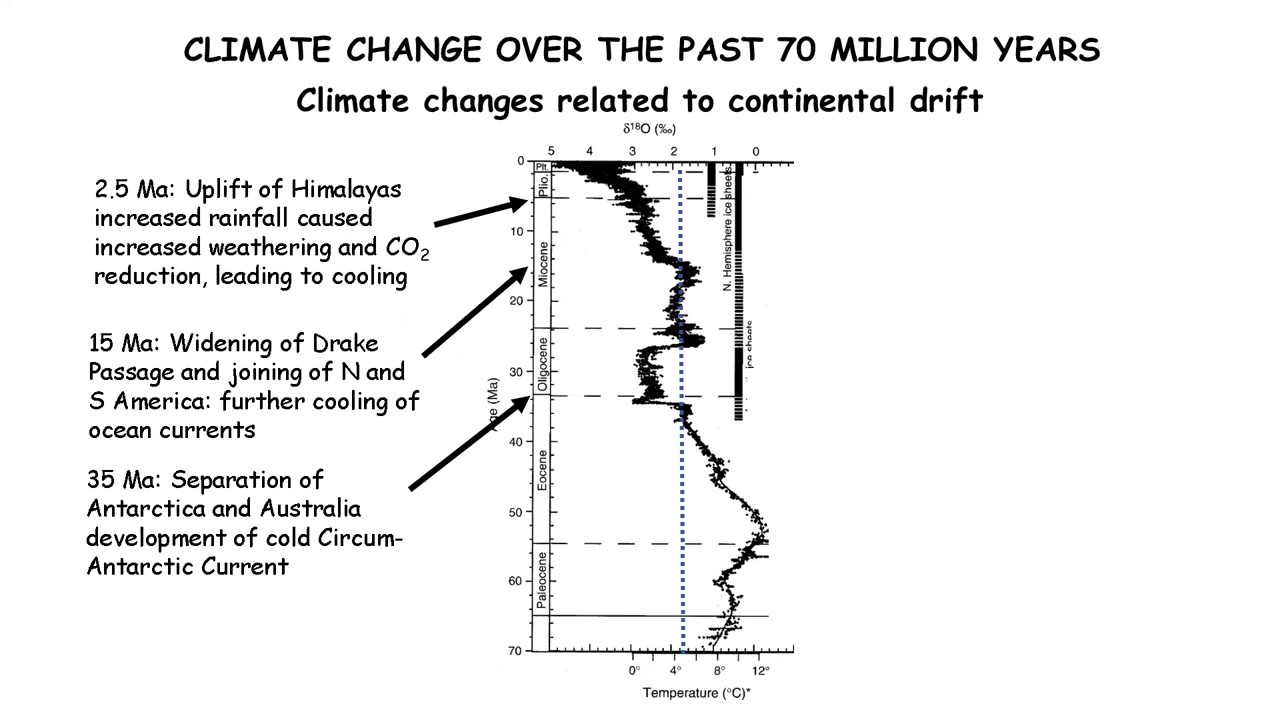 CLIMATE CHANGE OVER THE PAST 70 MILLION YEARS
Climate changes related to continental drift
δ¹⁸O (‰)
5 4 3 2 1 0
2.5 Ma: Uplift of Himalayas
increased rainfall caused
increased weathering and CO₂
reduction, leading to cooling
15 Ma: Widening of Drake
Passage and joining of N and
S America: further cooling of
ocean currents
35 Ma: Separation of
Antarctica and Australia
development of cold Circum-
Antarctic Current
(Ma)
0
10
20
30
40
50
60
70
Plt.
Plio.
Miocene
Oligocene
Eocene
Paleocene
N. Hemisphere ice sheets
0° 4° 8° 12°
Temperature (°C)*